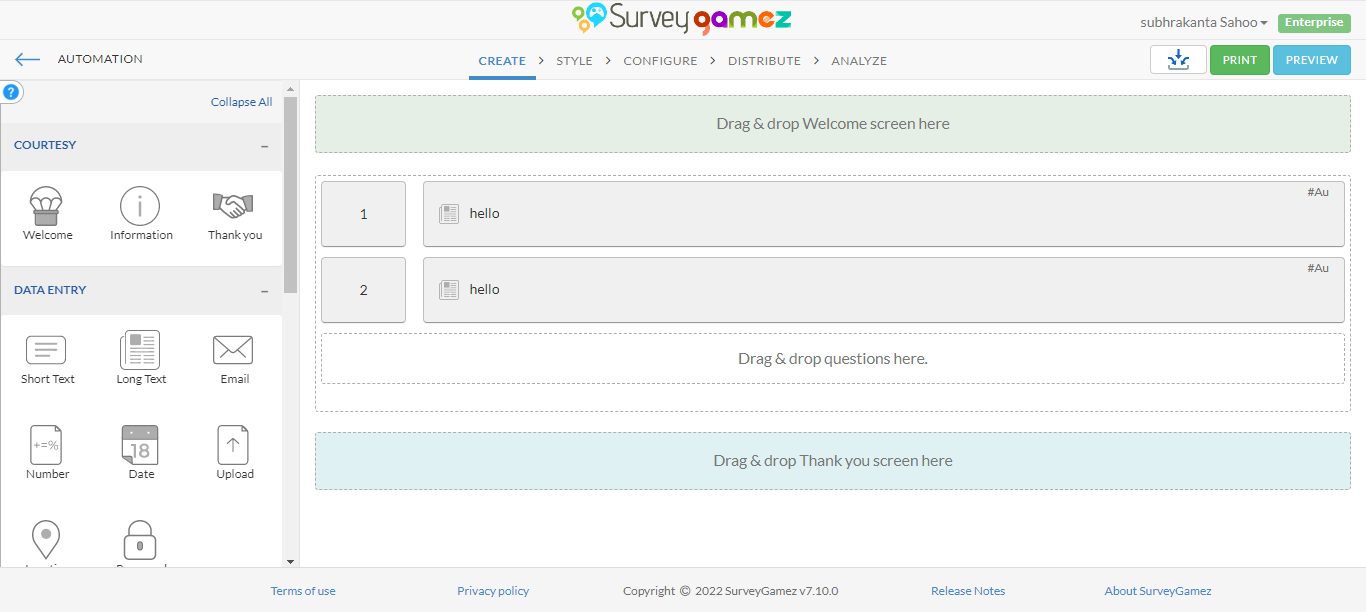 Survey gamez
subhrakanta Sahoo
Enterprise
AUTOMATION
CREATE > STYLE > CONFIGURE > DISTRIBUTE > ANALYZE
PRINT
PREVIEW
?
Collapse All
COURTESY –
Welcome Information Thank you
DATA ENTRY –
Short Text Long Text Email
+=%
18
Number Date Upload
Drag & drop Welcome screen here
1 hello #Au
2 hello #Au
Drag & drop questions here.
Drag & drop Thank you screen here
Terms of use Privacy policy Copyright © 2022 SurveyGamez v7.10.0 Release Notes About SurveyGamez